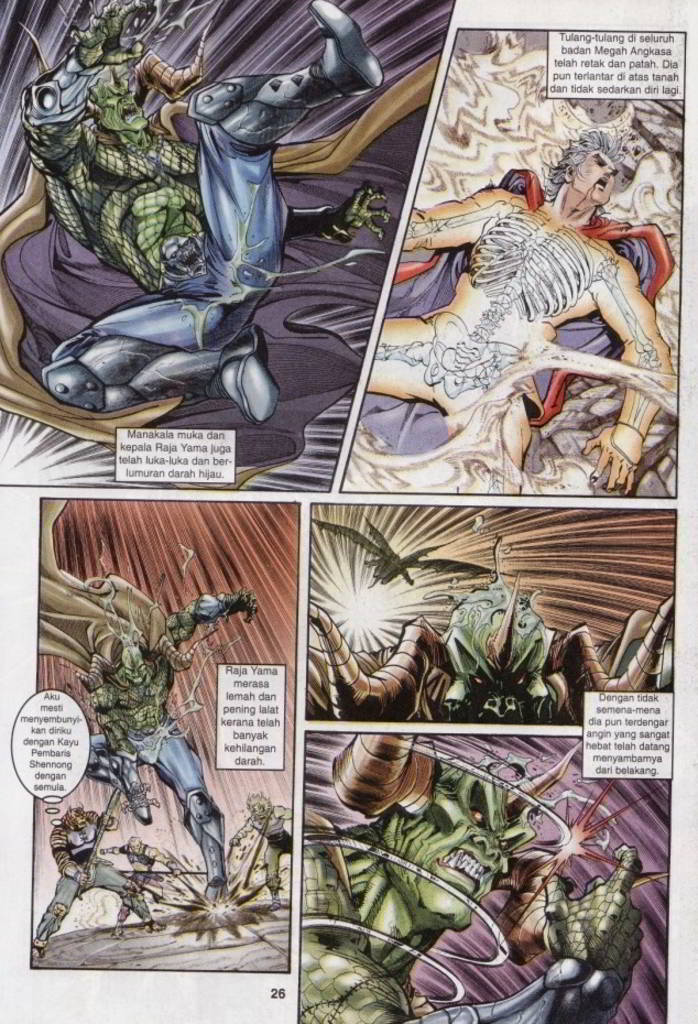 Manakala muka dan
kepala Raja Yama juga
telah luka-luka dan ber-
lumuran darah hijau.
Tulang-tulang di seluruh
badan Megah Angkasa
telah retak dan patah. Dia
pun terlantar di atas tanah
dan tidak sedarkan diri lagi.
Aku
mesti
menyembunyi-
kan diriku
dengan Kayu
Pembaris
Shennong
dengan
semula.
Raja Yama
merasa
lemah dan
pening lalat
kerana telah
banyak
kehilangan
darah.
Dengan tidak
semena-mena
dia pun terdengar
angin yang sangat
hebat telah datang
menyambarnya
dari belakang.
26